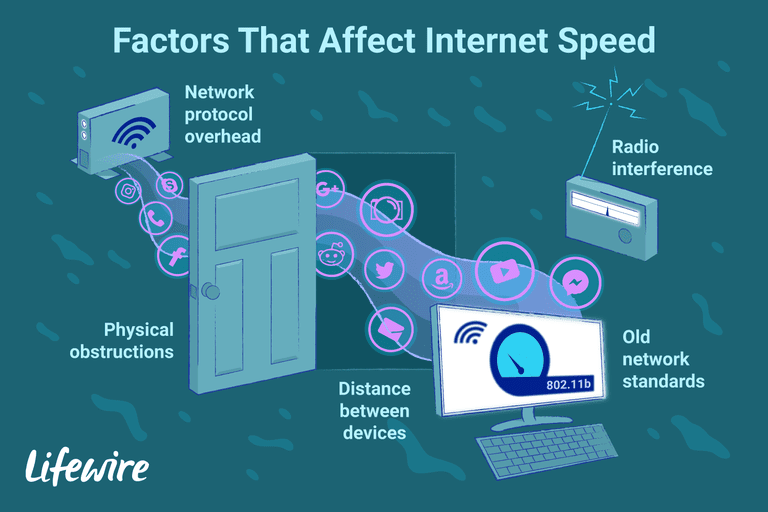 Factors That Affect Internet Speed
Network
protocol
overhead
Radio
interference
G+
a
Physical
obstructions
Distance
between
devices
802.11b
Old
network
standards
Lifewire